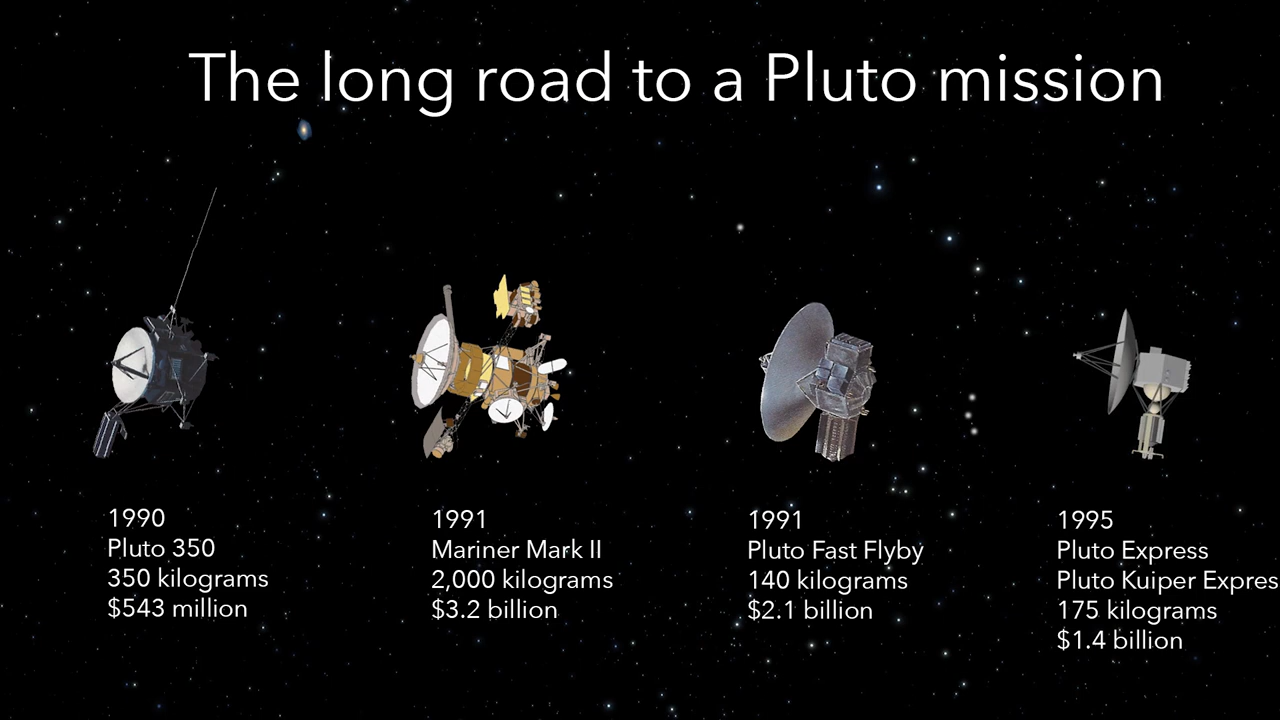 The long road to a Pluto mission
1990
Pluto 350
350 kilograms
$543 million
1991
Mariner Mark II
2,000 kilograms
$3.2 billion
1991
Pluto Fast Flyby
140 kilograms
$2.1 billion
1995
Pluto Express
Pluto Kuiper Expres
175 kilograms
$1.4 billion